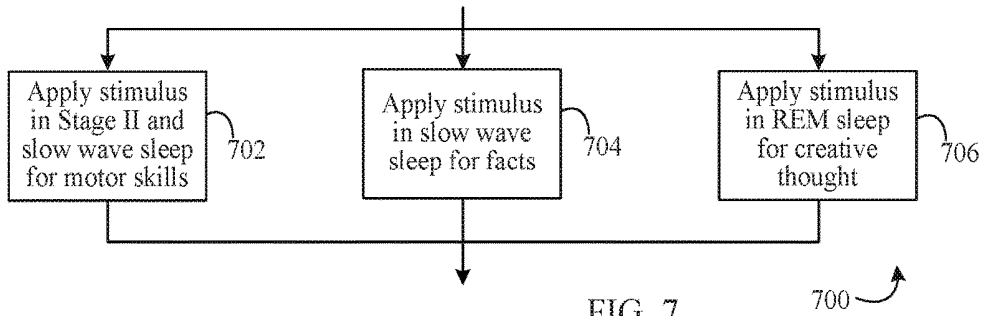 Apply stimulus
in Stage II and
slow wave sleep
for motor skills
702
Apply stimulus
in slow wave
sleep for facts
704
Apply stimulus
in REM sleep
for creative
thought
706
FIG. 7
700